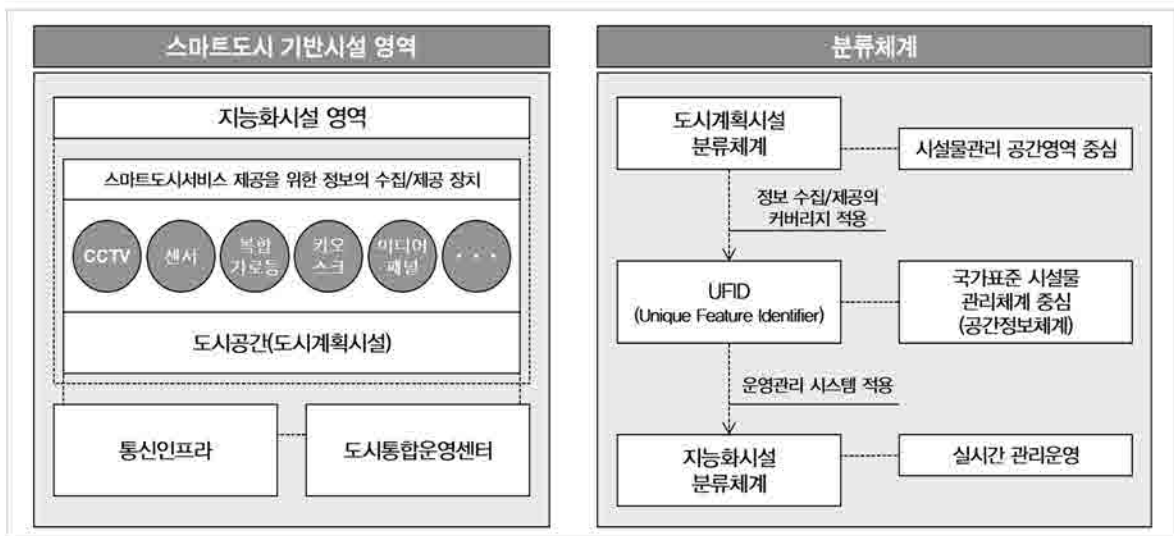 스마트도시 기반시설 영역
지능화시설 영역
스마트도시서비스 제공을 위한 정보의 수집/제공 장치
CCTV
센서
복합
가로등
키오
스크
미디어
패널
· · ·
도시공간(도시계획시설)
통신인프라
도시통합운영센터
분류체계
도시계획시설
분류체계
시설물관리 공간영역 중심
정보 수집/제공의
커버리지 적용
UFID
(Unique Feature Identifier)
국가표준 시설물
관리체계 중심
(공간정보체계)
운영관리 시스템 적용
지능화시설
분류체계
실시간 관리운영